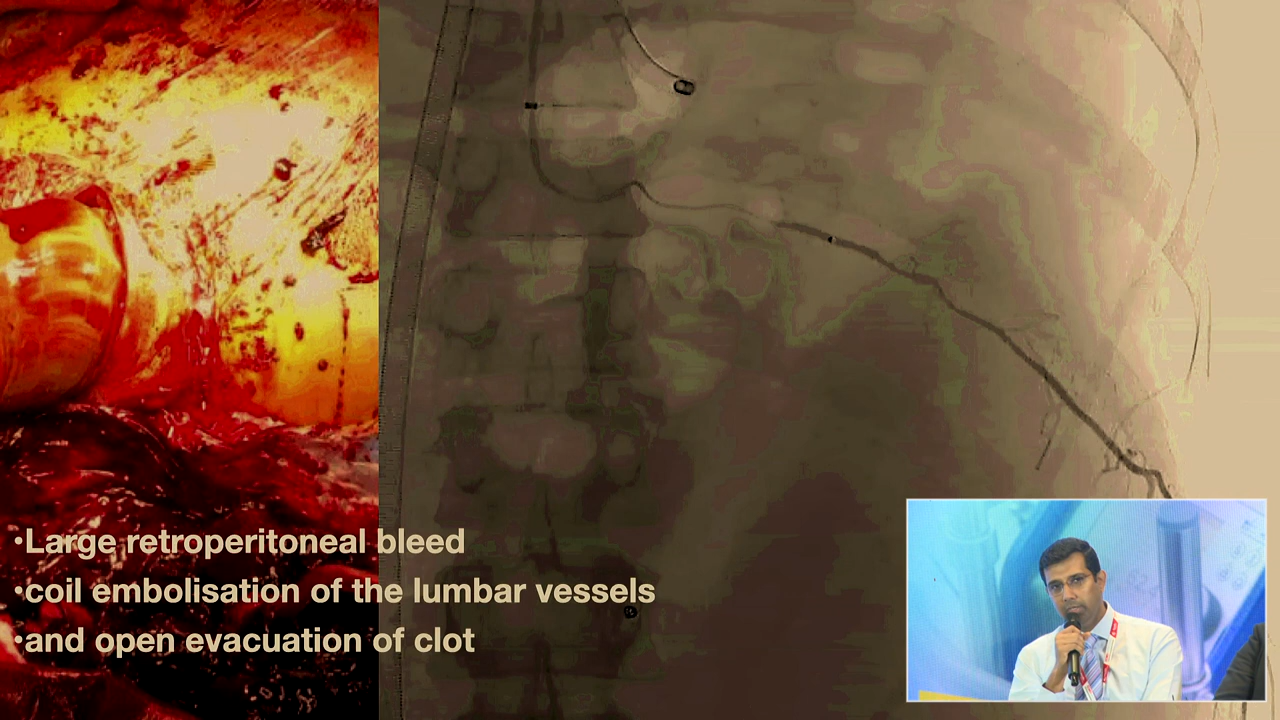 •Large retroperitoneal bleed
•coil embolisation of the lumbar vessels
•and open evacuation of clot